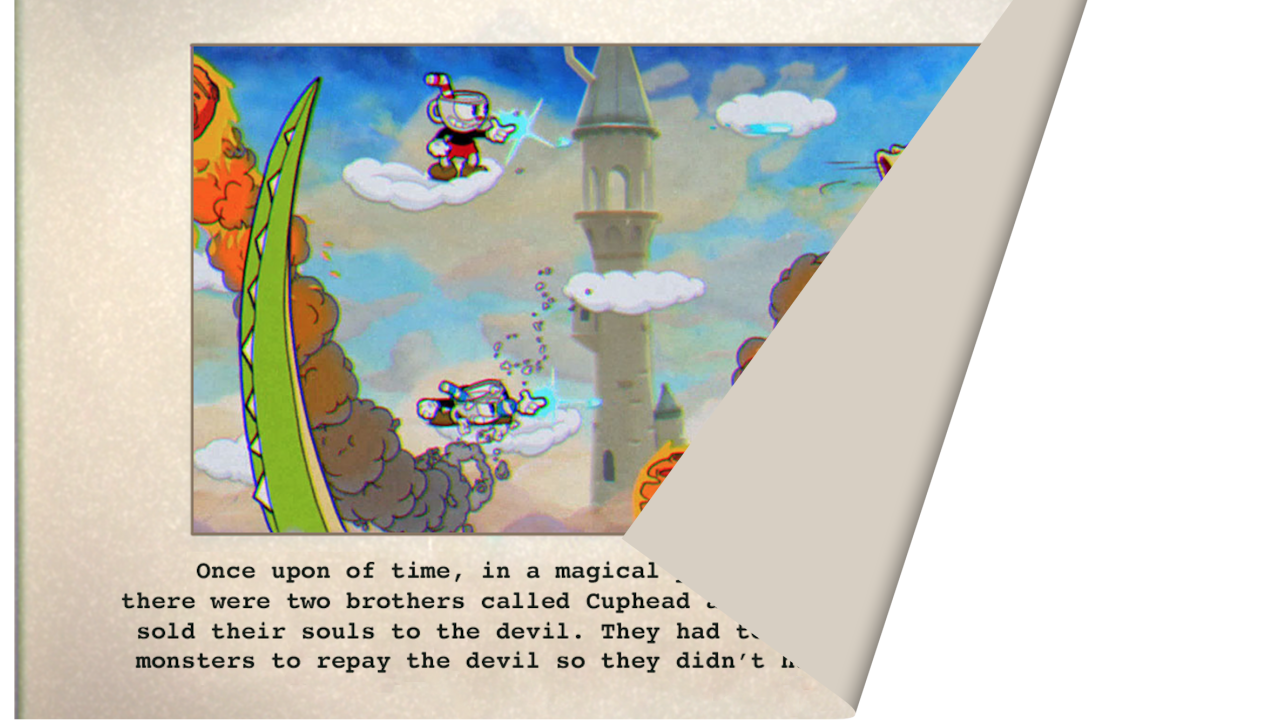 Once upon of time, in a magical
there were two brothers called Cuphead
sold their souls to the devil. They had
monsters to repay the devil so they didn't